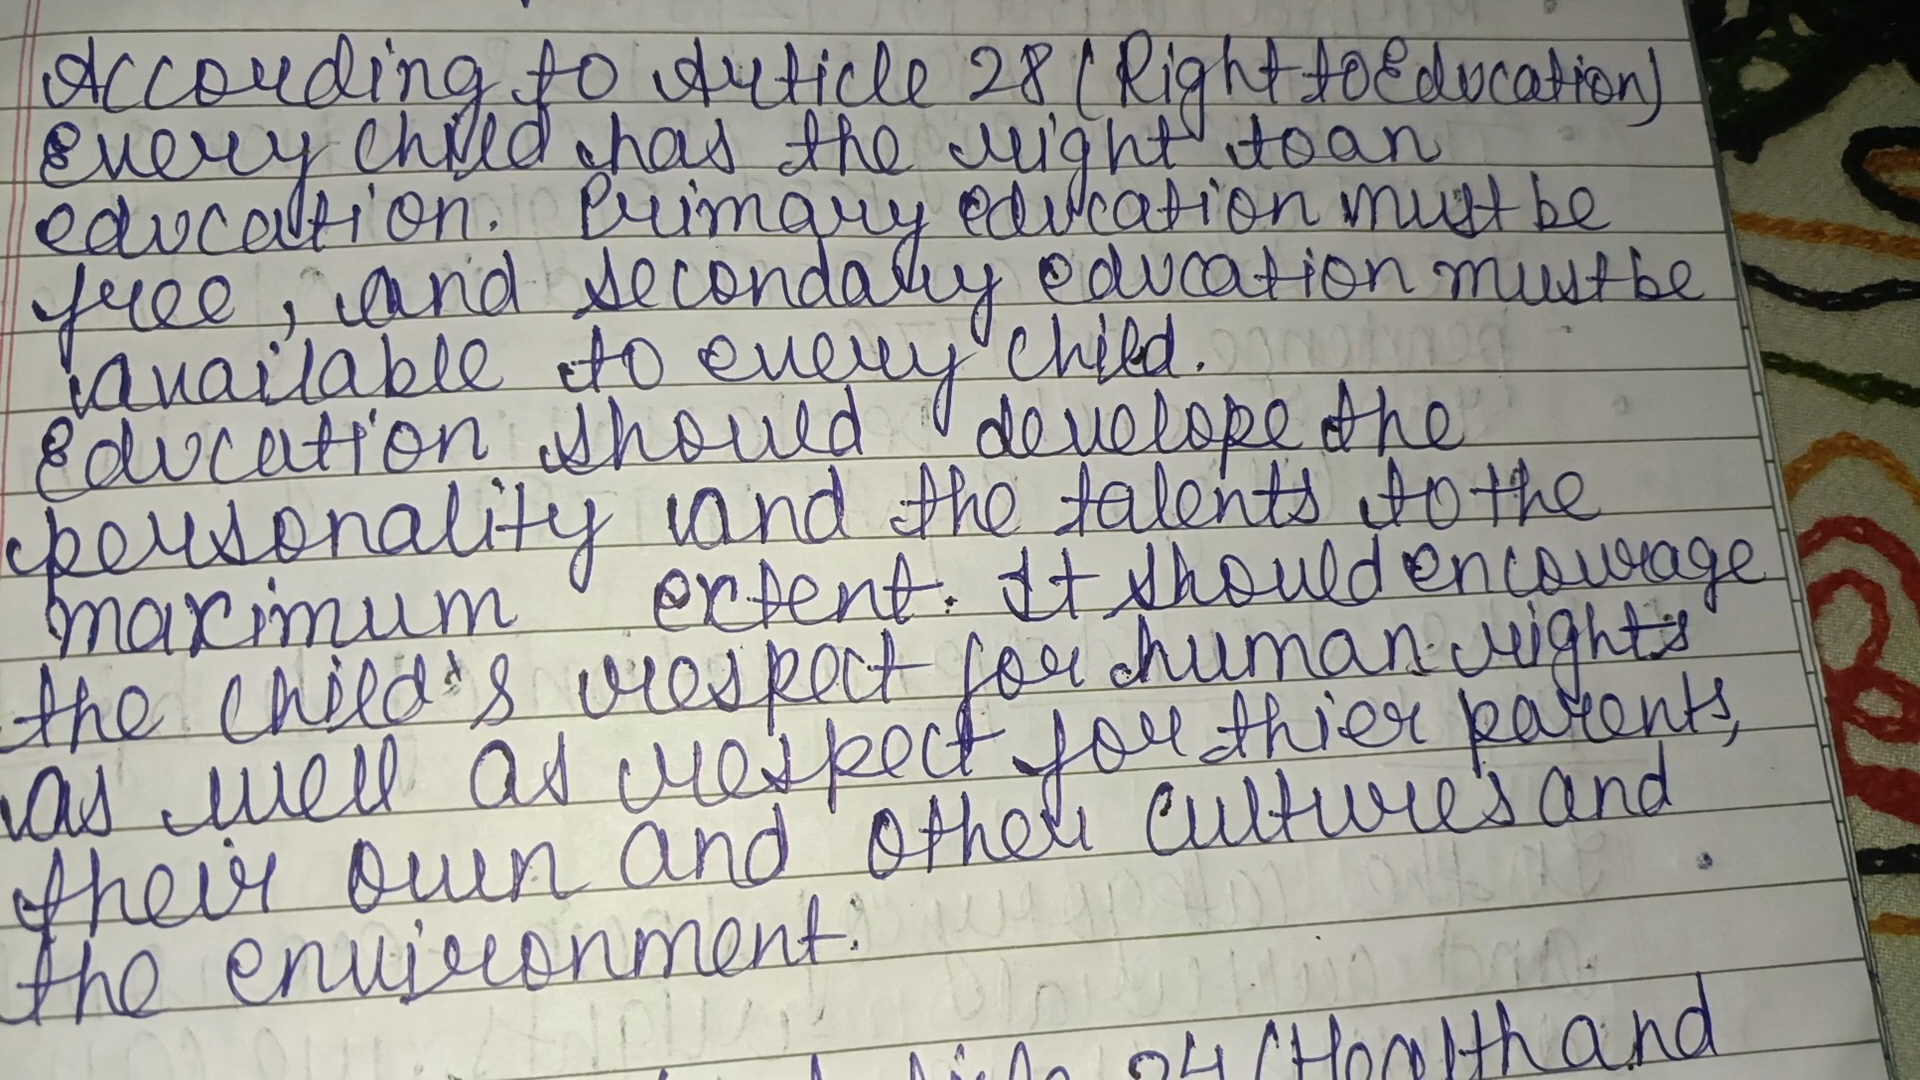 According to Article 28 (Right to Education)
every child has the right to an
education. Primary education must be
free, and secondary education must be
available to every child.
Education should develope the
personality and the talents to the
maximum extent. It should encourage
the child's respect for human rights
as well as respect for thier parents,
their own and other cultures and
the environment.
24 (Health and